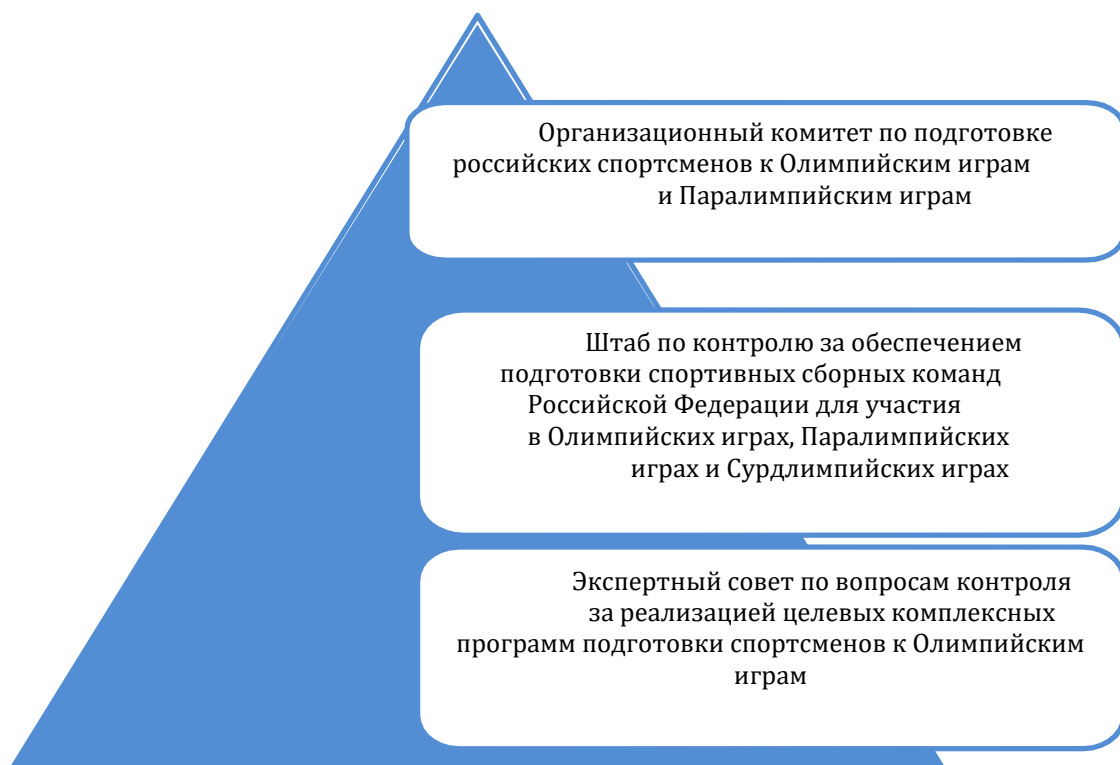 Организационный комитет по подготовке
российских спортсменов к Олимпийским играм
и Паралимпийским играм
Штаб по контролю за обеспечением
подготовки спортивных сборных команд
Российской Федерации для участия
в Олимпийских играх, Паралимпийских
играх и Сурдлимпийских играх
Экспертный совет по вопросам контроля
за реализацией целевых комплексных
программ подготовки спортсменов к Олимпийским
играм